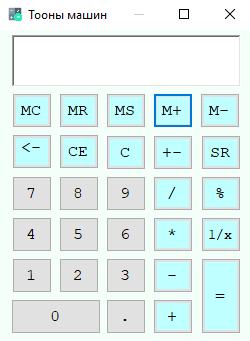 Тооны машин
MC MR MS M+ M-
<- CE C +- SR
7 8 9 / %
4 5 6 * 1/x
1 2 3 - =
0 . +